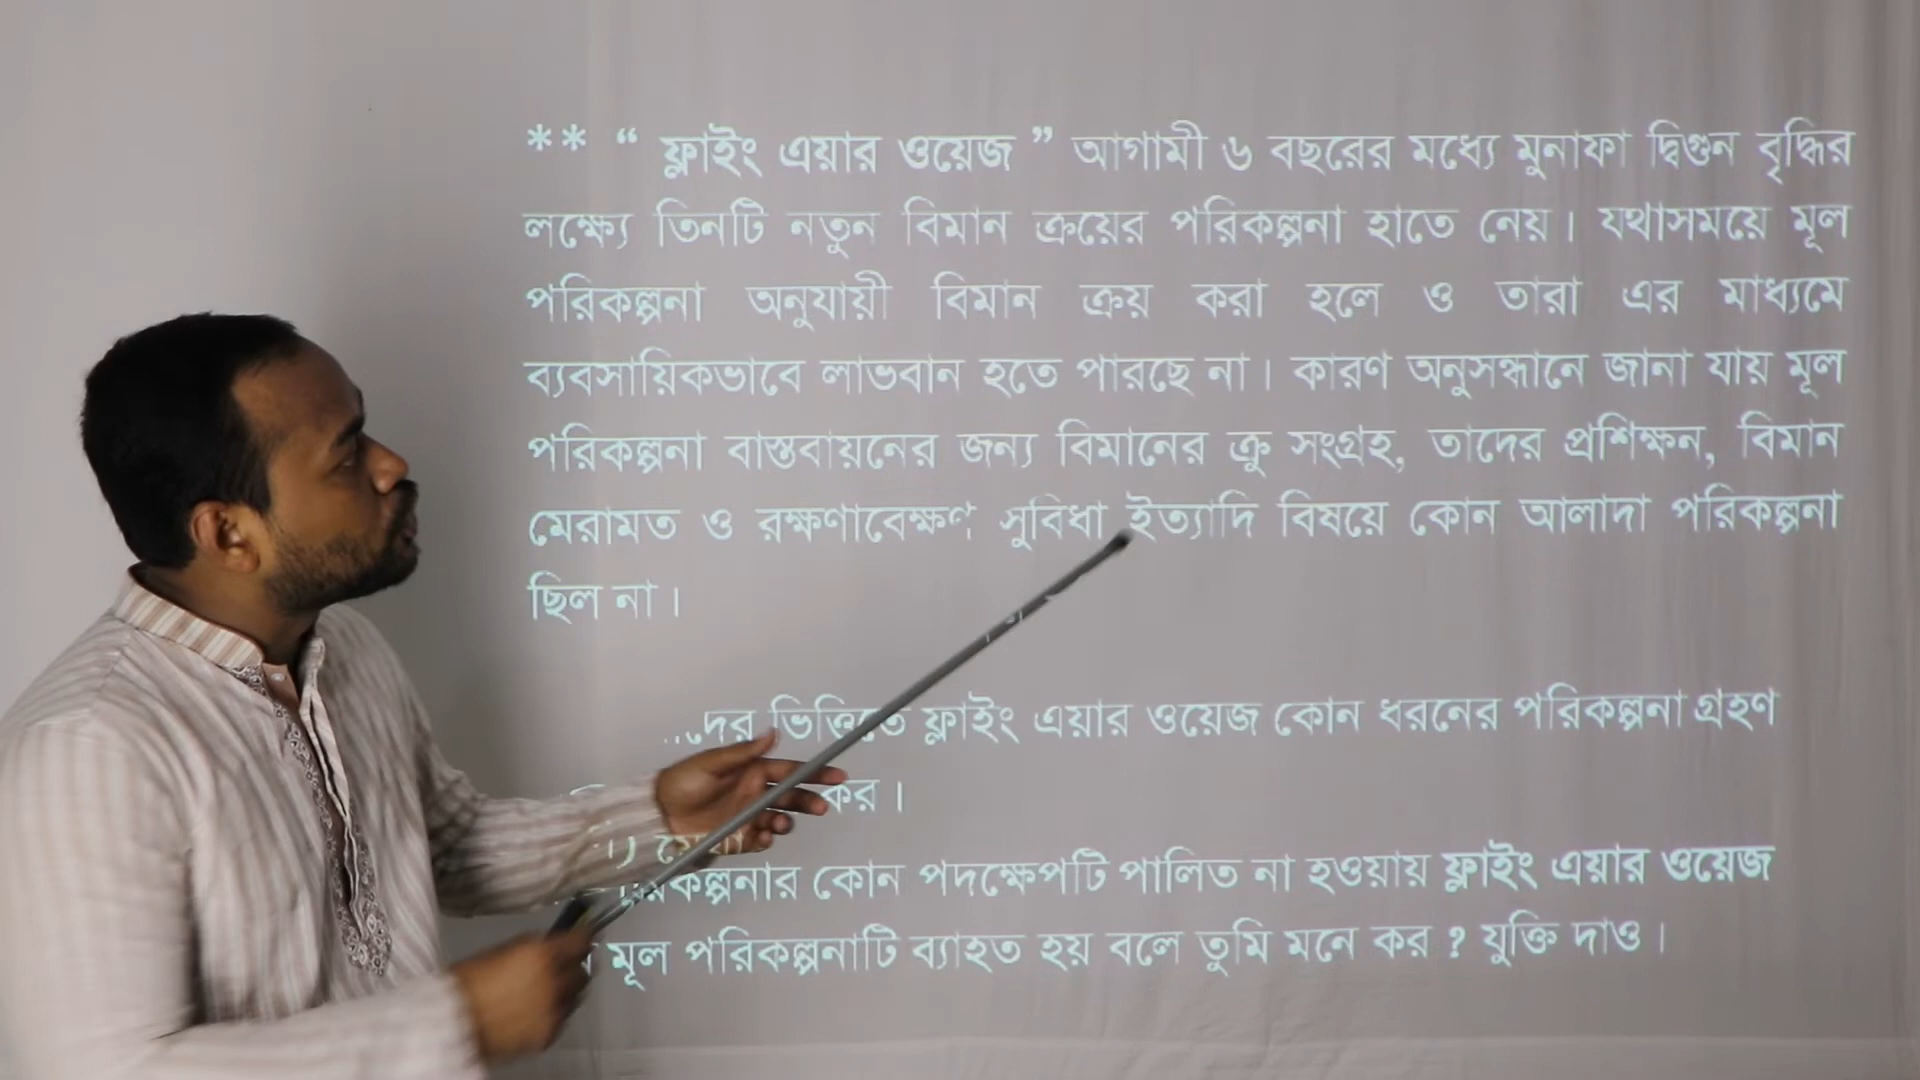 ** “ ফ্লাইং এয়ার ওয়েজ ” আগামী ৬ বছরের মধ্যে মুনাফা দ্বিগুন বৃদ্ধির
লক্ষ্যে তিনটি নতুন বিমান ক্রয়ের পরিকল্পনা হাতে নেয়। যথাসময়ে মূল
পরিকল্পনা অনুযায়ী বিমান ক্রয় করা হলে ও তারা এর মাধ্যমে
ব্যবসায়িকভাবে লাভবান হতে পারছে না। কারণ অনুসন্ধানে জানা যায় মূল
পরিকল্পনা বাস্তবায়নের জন্য বিমানের ক্রু সংগ্রহ, তাদের প্রশিক্ষন, বিমান
মেরামত ও রক্ষণাবেক্ষণ সুবিধা ইত্যাদি বিষয়ে কোন আলাদা পরিকল্পনা
ছিল না।
ভিত্তিতে ফ্লাইং এয়ার ওয়েজ কোন ধরনের পরিকল্পনা গ্রহণ
কর।
কোন পদক্ষেপটি পালিত না হওয়ায় ফ্লাইং এয়ার ওয়েজ
মূল পরিকল্পনাটি ব্যাহত হয় বলে তুমি মনে কর ? যুক্তি দাও।